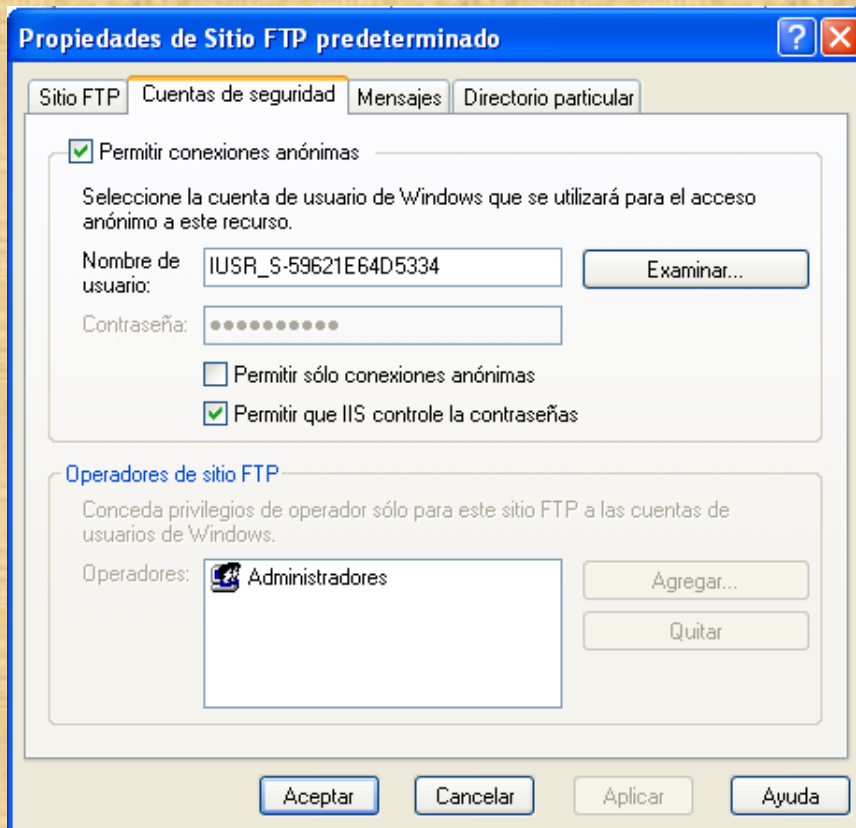 Propiedades de Sitio FTP predeterminado
Sitio FTP Cuentas de seguridad Mensajes Directorio particular
Permitir conexiones anónimas
Seleccione la cuenta de usuario de Windows que se utilizará para el acceso
anónimo a este recurso.
Nombre de
usuario:
IUSR_S-59621E64D5334
Examinar...
Contraseña:
Permitir sólo conexiones anónimas
Permitir que IIS controle la contraseñas
Operadores de sitio FTP
Conceda privilegios de operador sólo para este sitio FTP a las cuentas de
usuarios de Windows.
Operadores:
Administradores
Agregar...
Quitar
Aceptar Cancelar Aplicar Ayuda